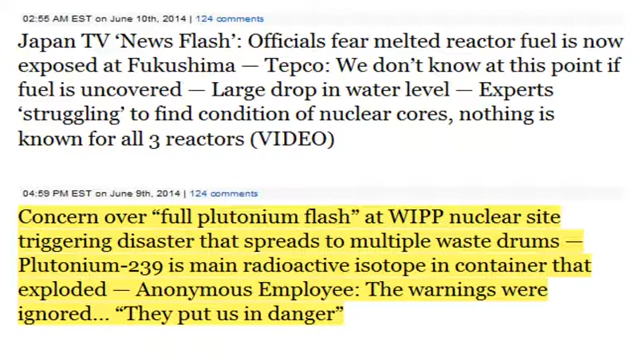 02:55 AM EST on June 10th, 2014 | 124 comments
Japan TV ‘News Flash’: Officials fear melted reactor fuel is now
exposed at Fukushima — Tepco: We don’t know at this point if
fuel is uncovered — Large drop in water level — Experts
‘struggling’ to find condition of nuclear cores, nothing is
known for all 3 reactors (VIDEO)
04:59 PM EST on June 9th, 2014 | 124 comments
Concern over “full plutonium flash” at WIPP nuclear site
triggering disaster that spreads to multiple waste drums —
Plutonium-239 is main radioactive isotope in container that
exploded — Anonymous Employee: The warnings were
ignored... “They put us in danger”